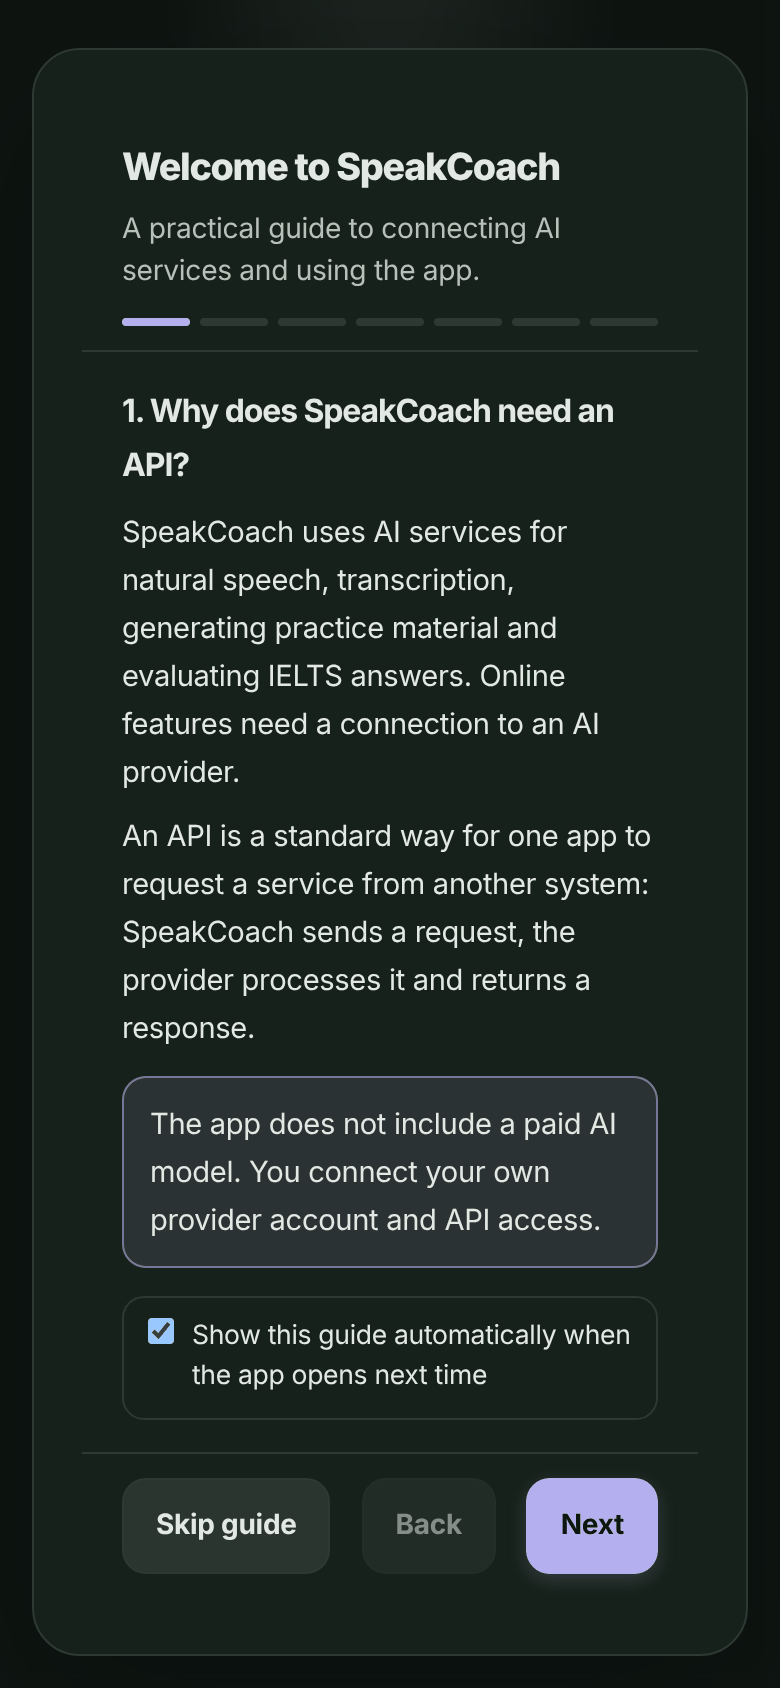 Welcome to SpeakCoach
A practical guide to connecting AI
services and using the app.
1. Why does SpeakCoach need an
API?
SpeakCoach uses AI services for
natural speech, transcription,
generating practice material and
evaluating IELTS answers. Online
features need a connection to an AI
provider.
An API is a standard way for one app to
request a service from another system:
SpeakCoach sends a request, the
provider processes it and returns a
response.
The app does not include a paid AI
model. You connect your own
provider account and API access.
Show this guide automatically when
the app opens next time
Skip guide
Back
Next